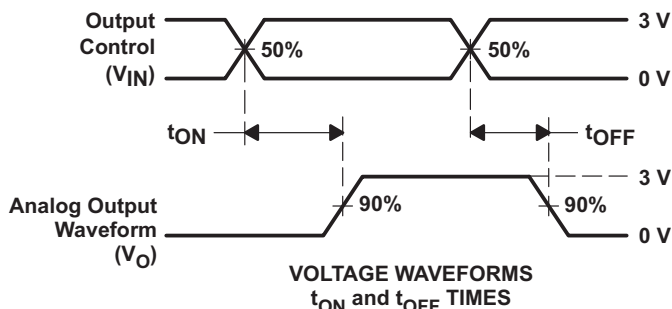 Output
Control
(VIN)
50%
50%
3 V
0 V
tON
tOFF
Analog Output
Waveform
(VO)
90%
90%
3 V
0 V
VOLTAGE WAVEFORMS
tON and tOFF TIMES